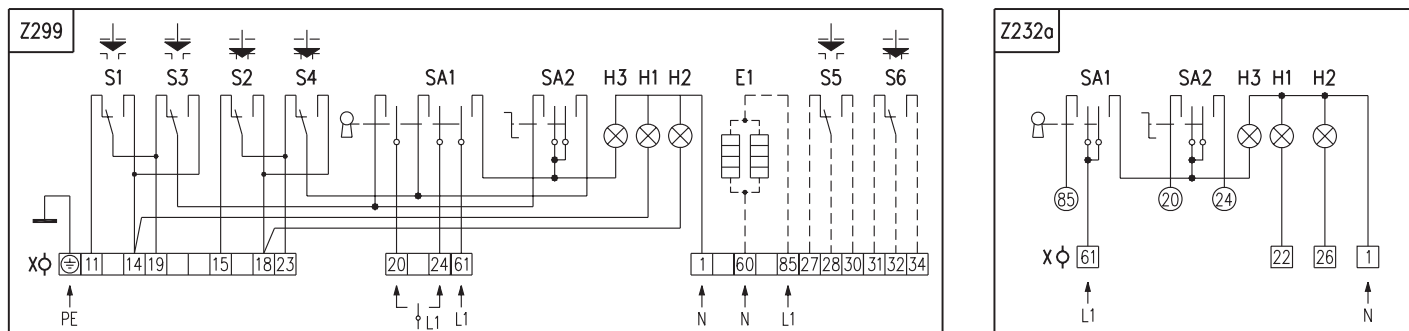 Z299
S1 S3 S2 S4 SA1 SA2 H3 H1 H2 E1 S5 S6
X 11 14 19 15 18 23 20 24 61 1 60 85 27 28 30 31 32 34
PE L1 L1 N N L1
Z232a
SA1 SA2 H3 H1 H2
85 20 24
X 61 22 26 1
L1 N